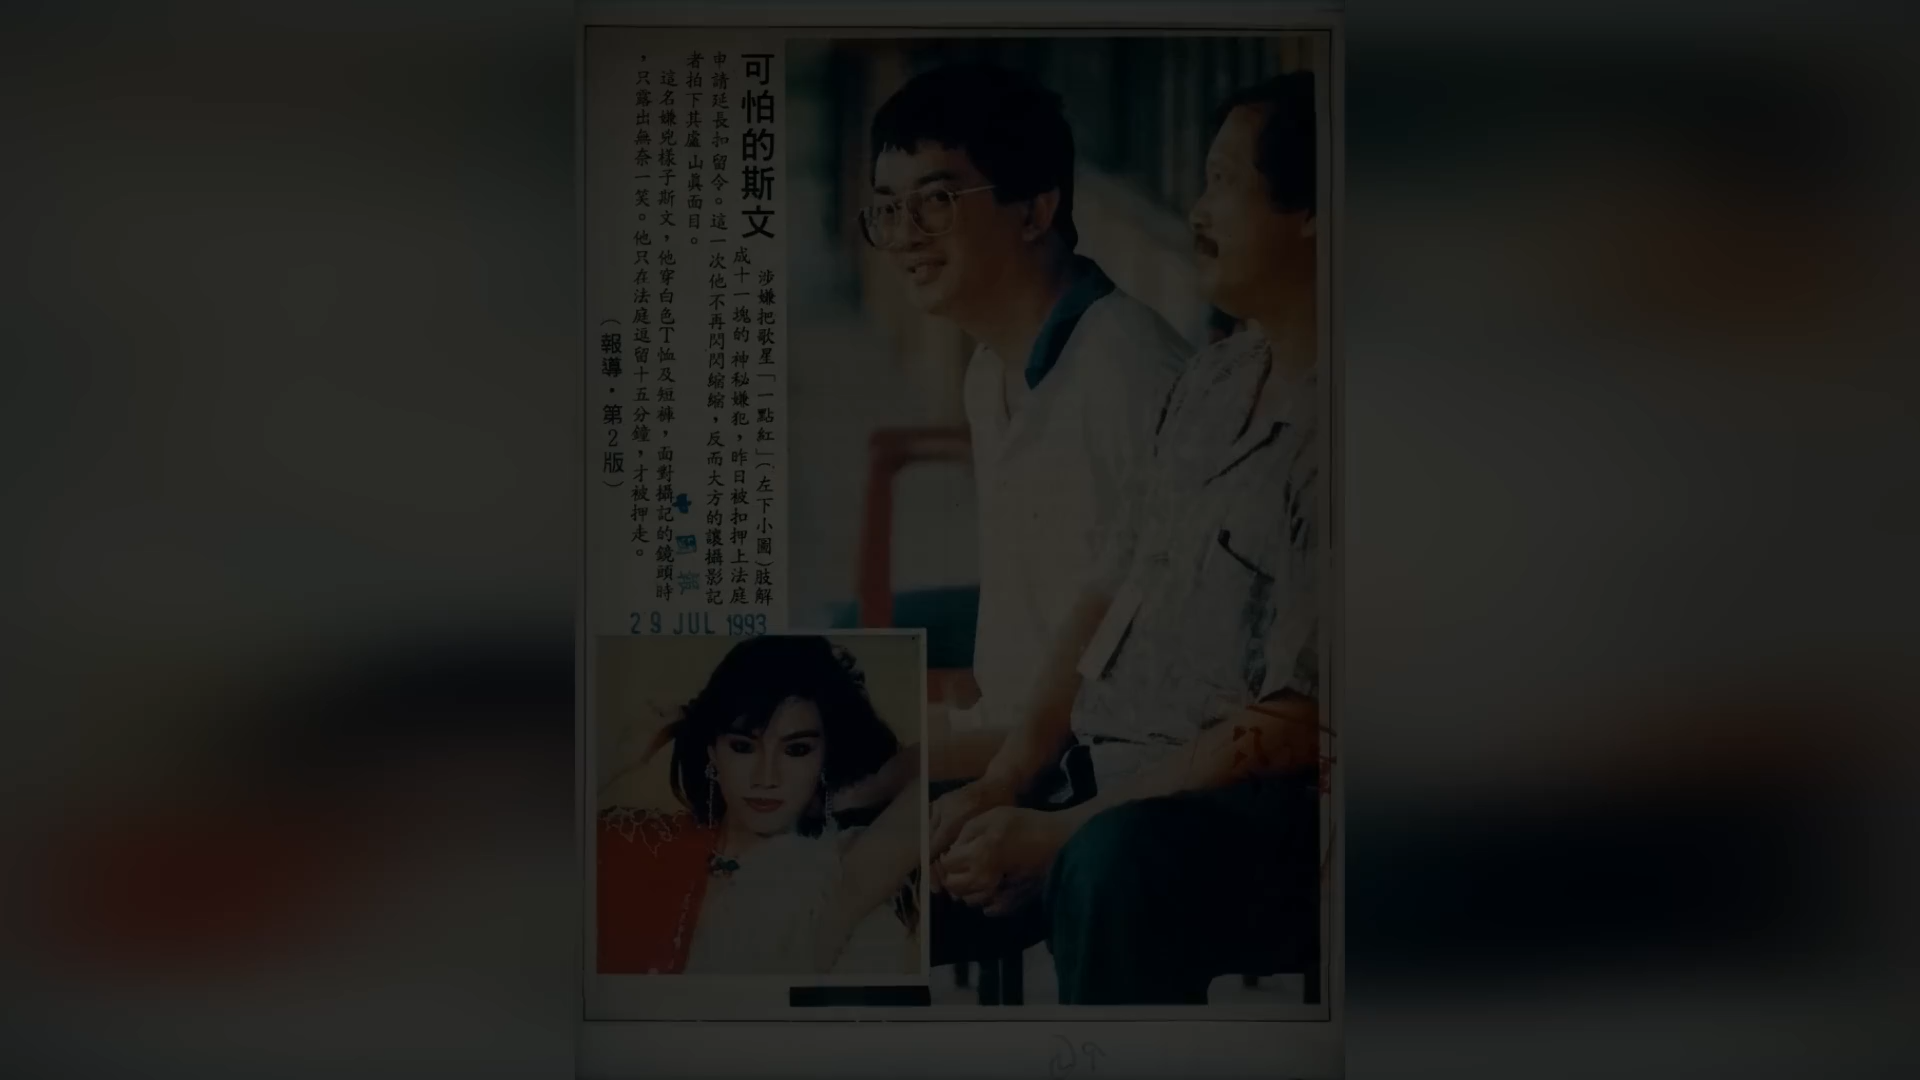 可怕的斯文
涉嫌把歌星「一點紅」（左下小圖）肢解
成十一塊的神秘嫌犯，昨日被扣押上法庭
申請延長扣留令。這一次他不再閃閃縮縮，反而大方的讓攝影記
者拍下其盧山眞面目。
這名嫌兇樣子斯文，他穿白色T恤及短褲，面對攝記的鏡頭時
，只露出無奈一笑。他只在法庭逗留十五分鐘，才被押走。
（報導．第2版）
29 JUL 1993